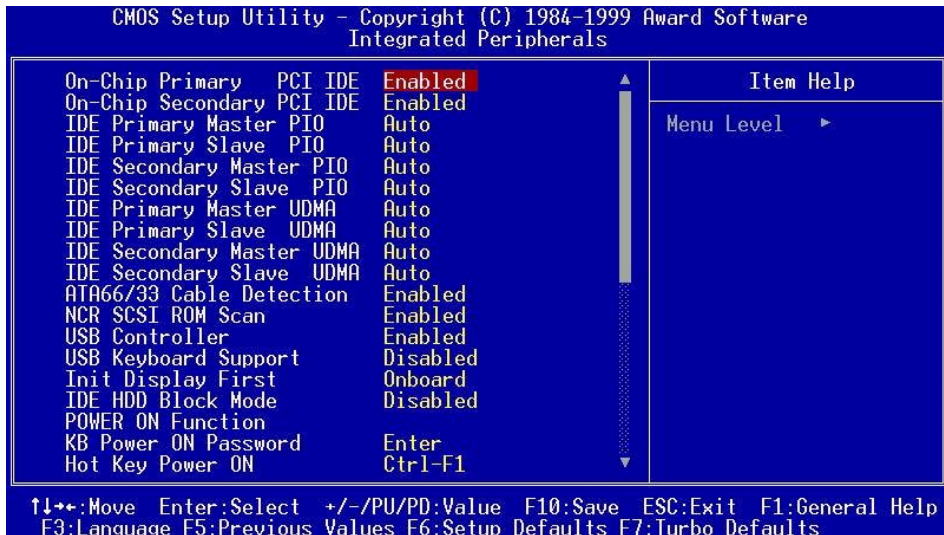 CMOS Setup Utility - Copyright (C) 1984-1999 Award Software
Integrated Peripherals
On-Chip Primary PCI IDE Enabled
On-Chip Secondary PCI IDE Enabled
IDE Primary Master PIO Auto
IDE Primary Slave PIO Auto
IDE Secondary Master PIO Auto
IDE Secondary Slave PIO Auto
IDE Primary Master UDMA Auto
IDE Primary Slave UDMA Auto
IDE Secondary Master UDMA Auto
IDE Secondary Slave UDMA Auto
ATA66/33 Cable Detection Enabled
NCR SCSI ROM Scan Enabled
USB Controller Enabled
USB Keyboard Support Disabled
Init Display First Onboard
IDE HDD Block Mode Disabled
POWER ON Function
KB Power ON Password Enter
Hot Key Power ON Ctrl-F1
Item Help
Menu Level ►
↑↓→←:Move Enter:Select +/-/PU/PD:Value F10:Save ESC:Exit F1:General Help
F3:Language F5:Previous Values F6:Setup Defaults F7:Turbo Defaults